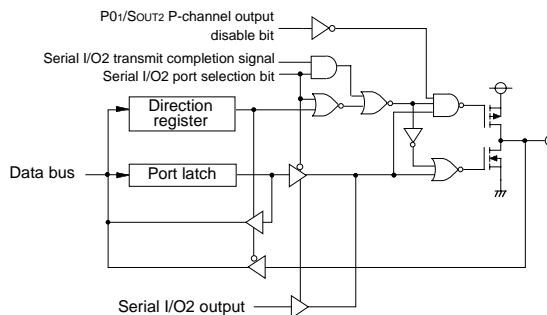 P01/SOUT2 P-channel output
disable bit
Serial I/O2 transmit completion signal
Serial I/O2 port selection bit
Direction
register
Data bus
Port latch
Serial I/O2 output